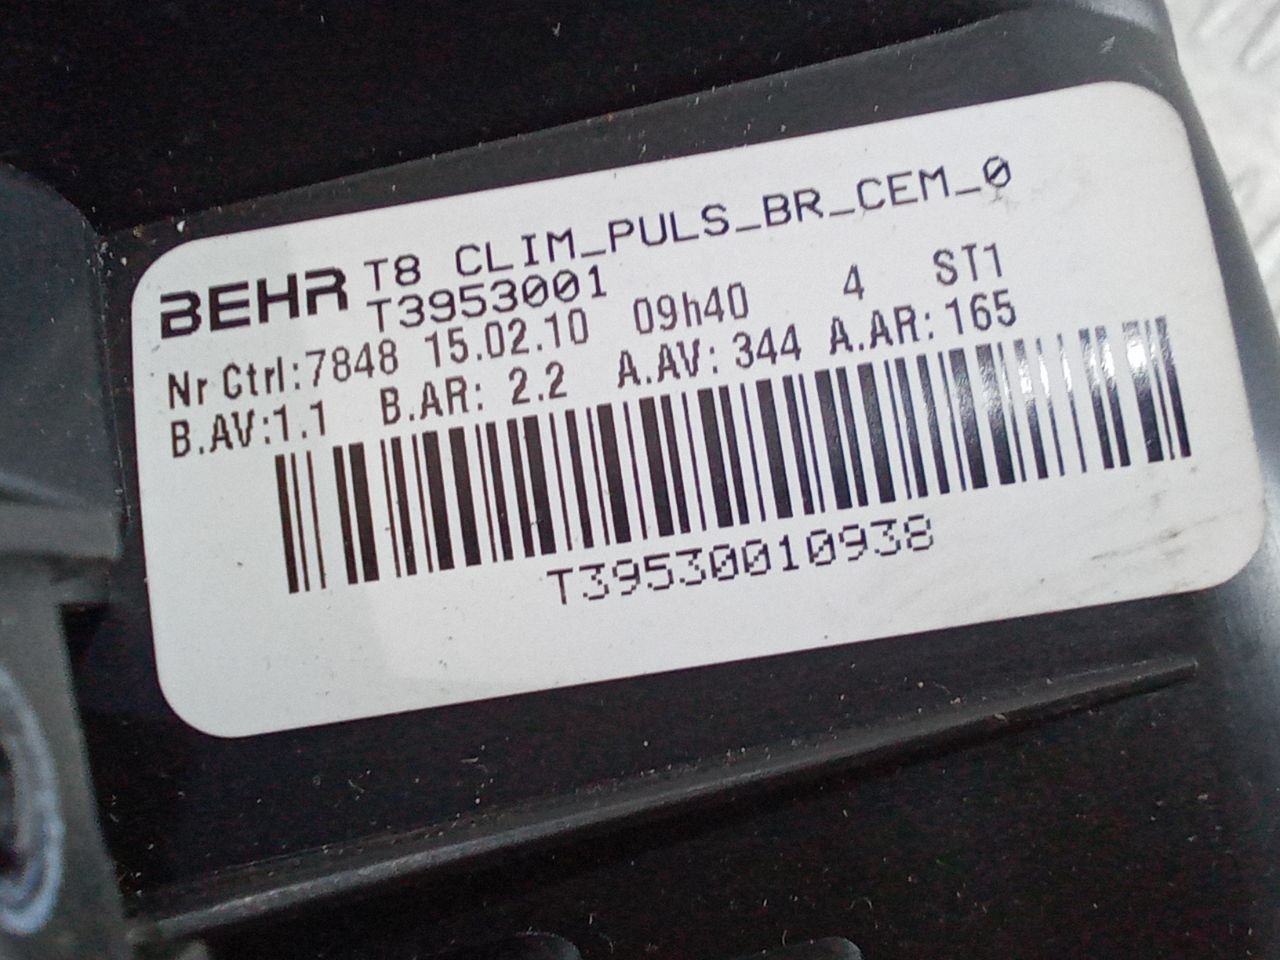 BEHR T8 CLIM_PULS_BR_CEM_0
T3953001
Nr Ctrl:7848 15.02.10 09h40 4 ST1
B.AV:1.1 B.AR: 2.2 A.AV: 344 A.AR: 165
T39530010938